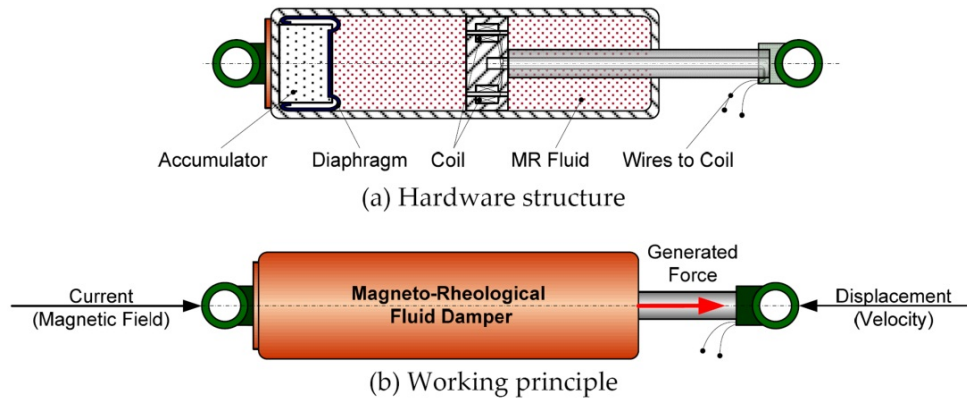 Accumulator Diaphragm Coil MR Fluid Wires to Coil
(a) Hardware structure
Generated
Force
Current
(Magnetic Field)
Magneto-Rheological
Fluid Damper
Displacement
(Velocity)
(b) Working principle